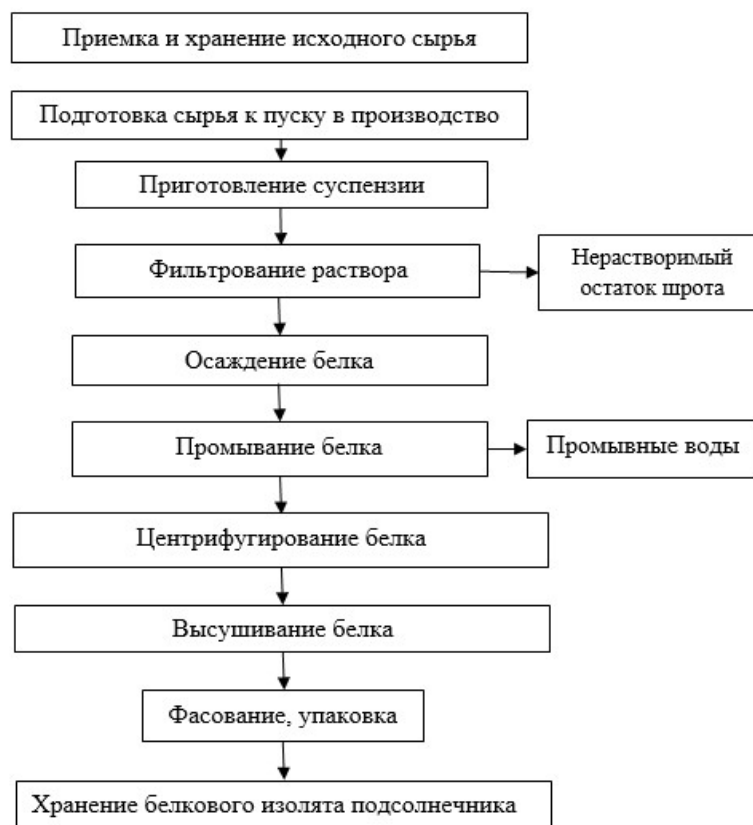 Приемка и хранение исходного сырья
Подготовка сырья к пуску в производство
Приготовление суспензии
Фильтрование раствора
Нерастворимый
остаток шрота
Осаждение белка
Промывание белка
Промывные воды
Центрифугирование белка
Высушивание белка
Фасование, упаковка
Хранение белкового изолята подсолнечника